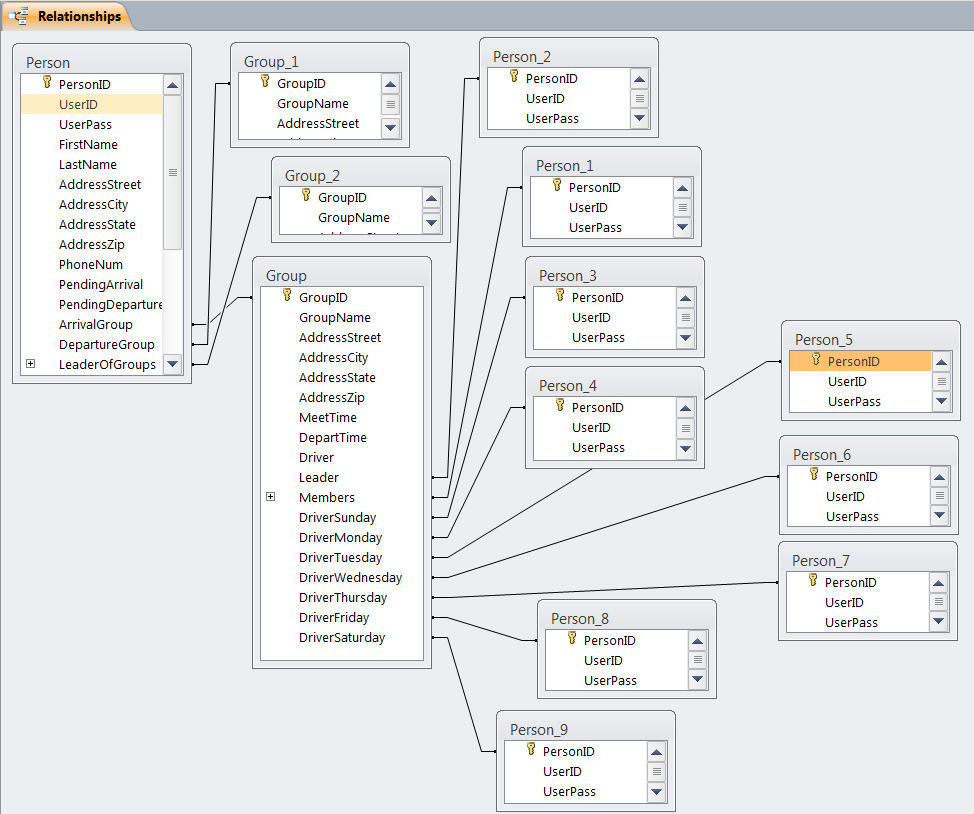 Relationships
Person
PersonID
UserID
UserPass
FirstName
LastName
AddressStreet
AddressCity
AddressState
AddressZip
PhoneNum
PendingArrival
PendingDeparture
ArrivalGroup
DepartureGroup
LeaderOfGroups
Group_1
GroupID
GroupName
AddressStreet
Group_2
GroupID
GroupName
Group
GroupID
GroupName
AddressStreet
AddressCity
AddressState
AddressZip
MeetTime
DepartTime
Driver
Leader
Members
DriverSunday
DriverMonday
DriverTuesday
DriverWednesday
DriverThursday
DriverFriday
DriverSaturday
Person_2
PersonID
UserID
UserPass
Person_1
PersonID
UserID
UserPass
Person_3
PersonID
UserID
UserPass
Person_4
PersonID
UserID
UserPass
Person_5
PersonID
UserID
UserPass
Person_6
PersonID
UserID
UserPass
Person_7
PersonID
UserID
UserPass
Person_8
PersonID
UserID
UserPass
Person_9
PersonID
UserID
UserPass